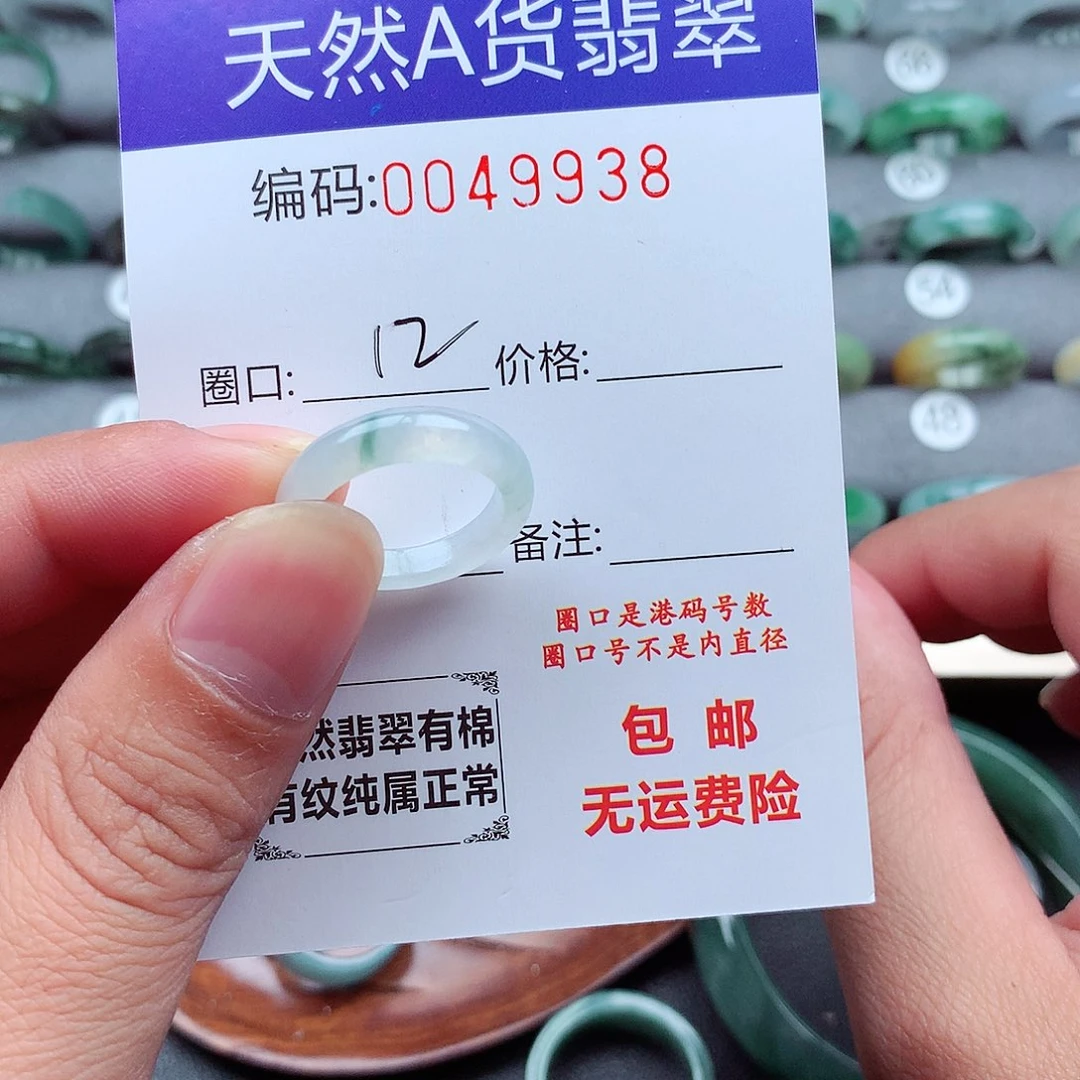 天然A货翡翠
编码:0049938
圈口: 12 价格:
备注:
圈口是港码号数
圈口号不是内直径
然翡翠有棉
有纹纯属正常
包邮
无运费险
48
54